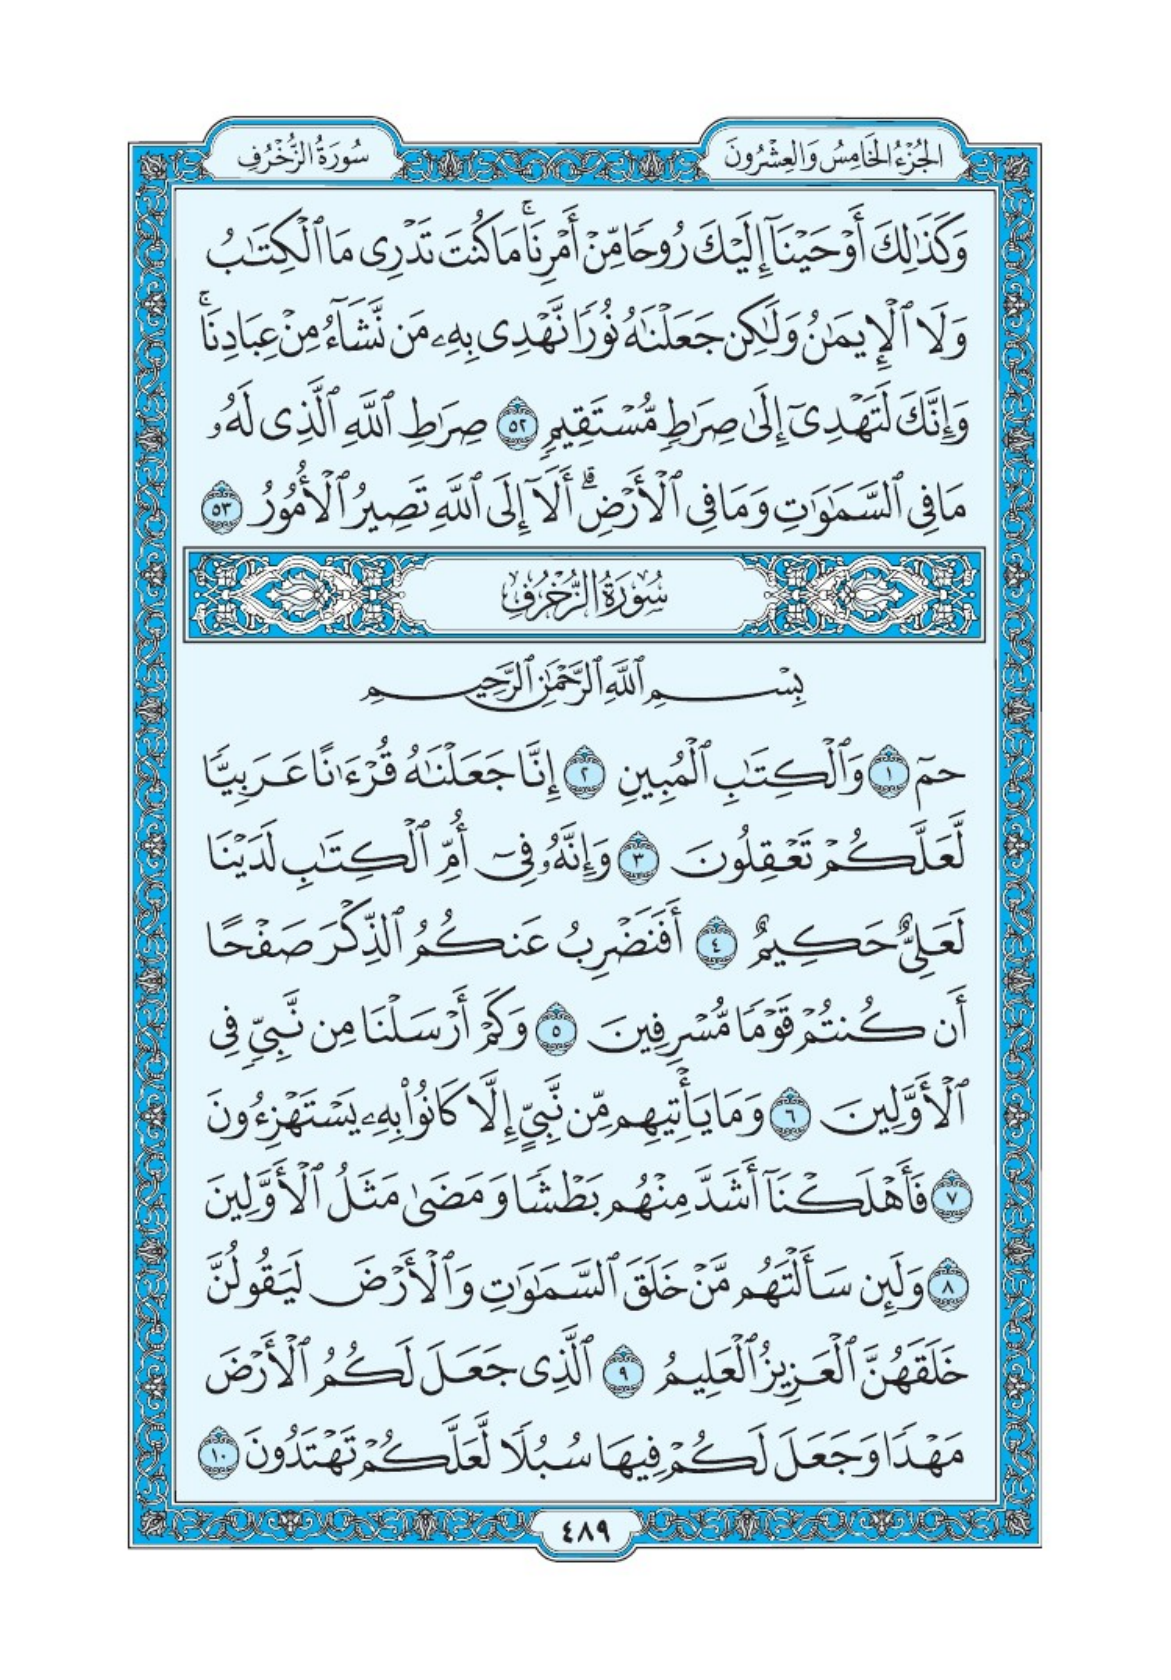 الجُزْءُ الخَامِسُ وَالعِشْرُونَ
سُورَةُ الزُّخْرُفِ
وَكَذَٰلِكَ أَوْحَيْنَآ إِلَيْكَ رُوحًا مِّنْ أَمْرِنَا ۚ مَا كُنتَ تَدْرِى مَا ٱلْكِتَـٰبُ
وَلَا ٱلْإِيمَـٰنُ وَلَـٰكِن جَعَلْنَـٰهُ نُورًا نَّهْدِى بِهِۦ مَن نَّشَآءُ مِنْ عِبَادِنَا ۚ
وَإِنَّكَ لَتَهْدِىٓ إِلَىٰ صِرَٰطٍ مُّسْتَقِيمٍ ٥٢ صِرَٰطِ ٱللَّهِ ٱلَّذِى لَهُۥ
مَا فِى ٱلسَّمَـٰوَٰتِ وَمَا فِى ٱلْأَرْضِ ۗ أَلَآ إِلَى ٱللَّهِ تَصِيرُ ٱلْأُمُورُ ٥٣
سُورَةُ الزُّخْرُفِ
بِسْمِ ٱللَّهِ ٱلرَّحْمَـٰنِ ٱلرَّحِيمِ
حمٓ ١ وَٱلْكِتَـٰبِ ٱلْمُبِينِ ٢ إِنَّا جَعَلْنَـٰهُ قُرْءَٰنًا عَرَبِيًّا
لَّعَلَّكُمْ تَعْقِلُونَ ٣ وَإِنَّهُۥ فِىٓ أُمِّ ٱلْكِتَـٰبِ لَدَيْنَا
لَعَلِىٌّ حَكِيمٌ ٤ أَفَنَضْرِبُ عَنكُمُ ٱلذِّكْرَ صَفْحًا
أَن كُنتُمْ قَوْمًا مُّسْرِفِينَ ٥ وَكَمْ أَرْسَلْنَا مِن نَّبِىٍّ فِى
ٱلْأَوَّلِينَ ٦ وَمَا يَأْتِيهِم مِّن نَّبِىٍّ إِلَّا كَانُوا۟ بِهِۦ يَسْتَهْزِءُونَ
٧ فَأَهْلَكْنَآ أَشَدَّ مِنْهُم بَطْشًا وَمَضَىٰ مَثَلُ ٱلْأَوَّلِينَ
٨ وَلَئِن سَأَلْتَهُم مَّنْ خَلَقَ ٱلسَّمَـٰوَٰتِ وَٱلْأَرْضَ لَيَقُولُنَّ
خَلَقَهُنَّ ٱلْعَزِيزُ ٱلْعَلِيمُ ٩ ٱلَّذِى جَعَلَ لَكُمُ ٱلْأَرْضَ
مَهْدًا وَجَعَلَ لَكُمْ فِيهَا سُبُلًا لَّعَلَّكُمْ تَهْتَدُونَ ١٠
٤٨٩